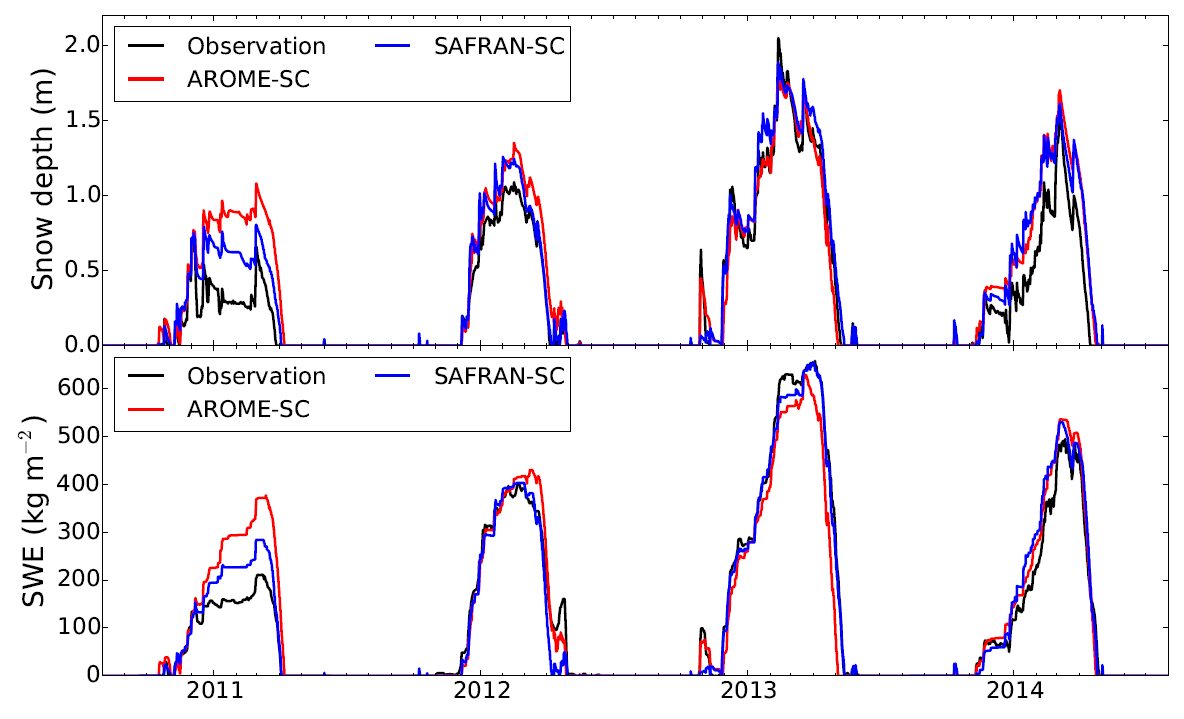 Snow depth (m)
2.0
1.5
1.0
0.5
0.0
Observation
AROME-SC
SAFRAN-SC
SWE (kg m⁻²)
600
500
400
300
200
100
0
Observation
AROME-SC
SAFRAN-SC
2011 2012 2013 2014